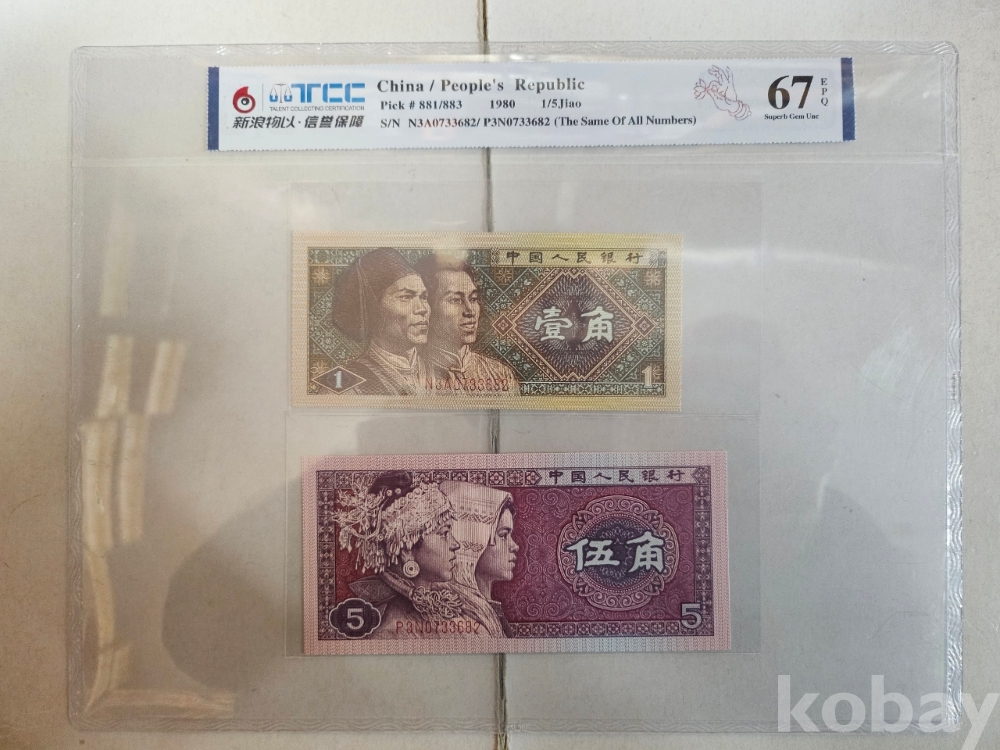 TCC
TALENT COLLECTING CERTIFICATION
新浪物以·信誉保障
China / People's Republic
Pick # 881/883 1980 1/5Jiao
S/N N3A0733682/ P3N0733682 (The Same Of All Numbers)
67
EPQ
Superb Gem Unc
中国人民银行
壹角
1
N3A0733682
1
中国人民银行
伍角
5
P3N0733682
5
kobay